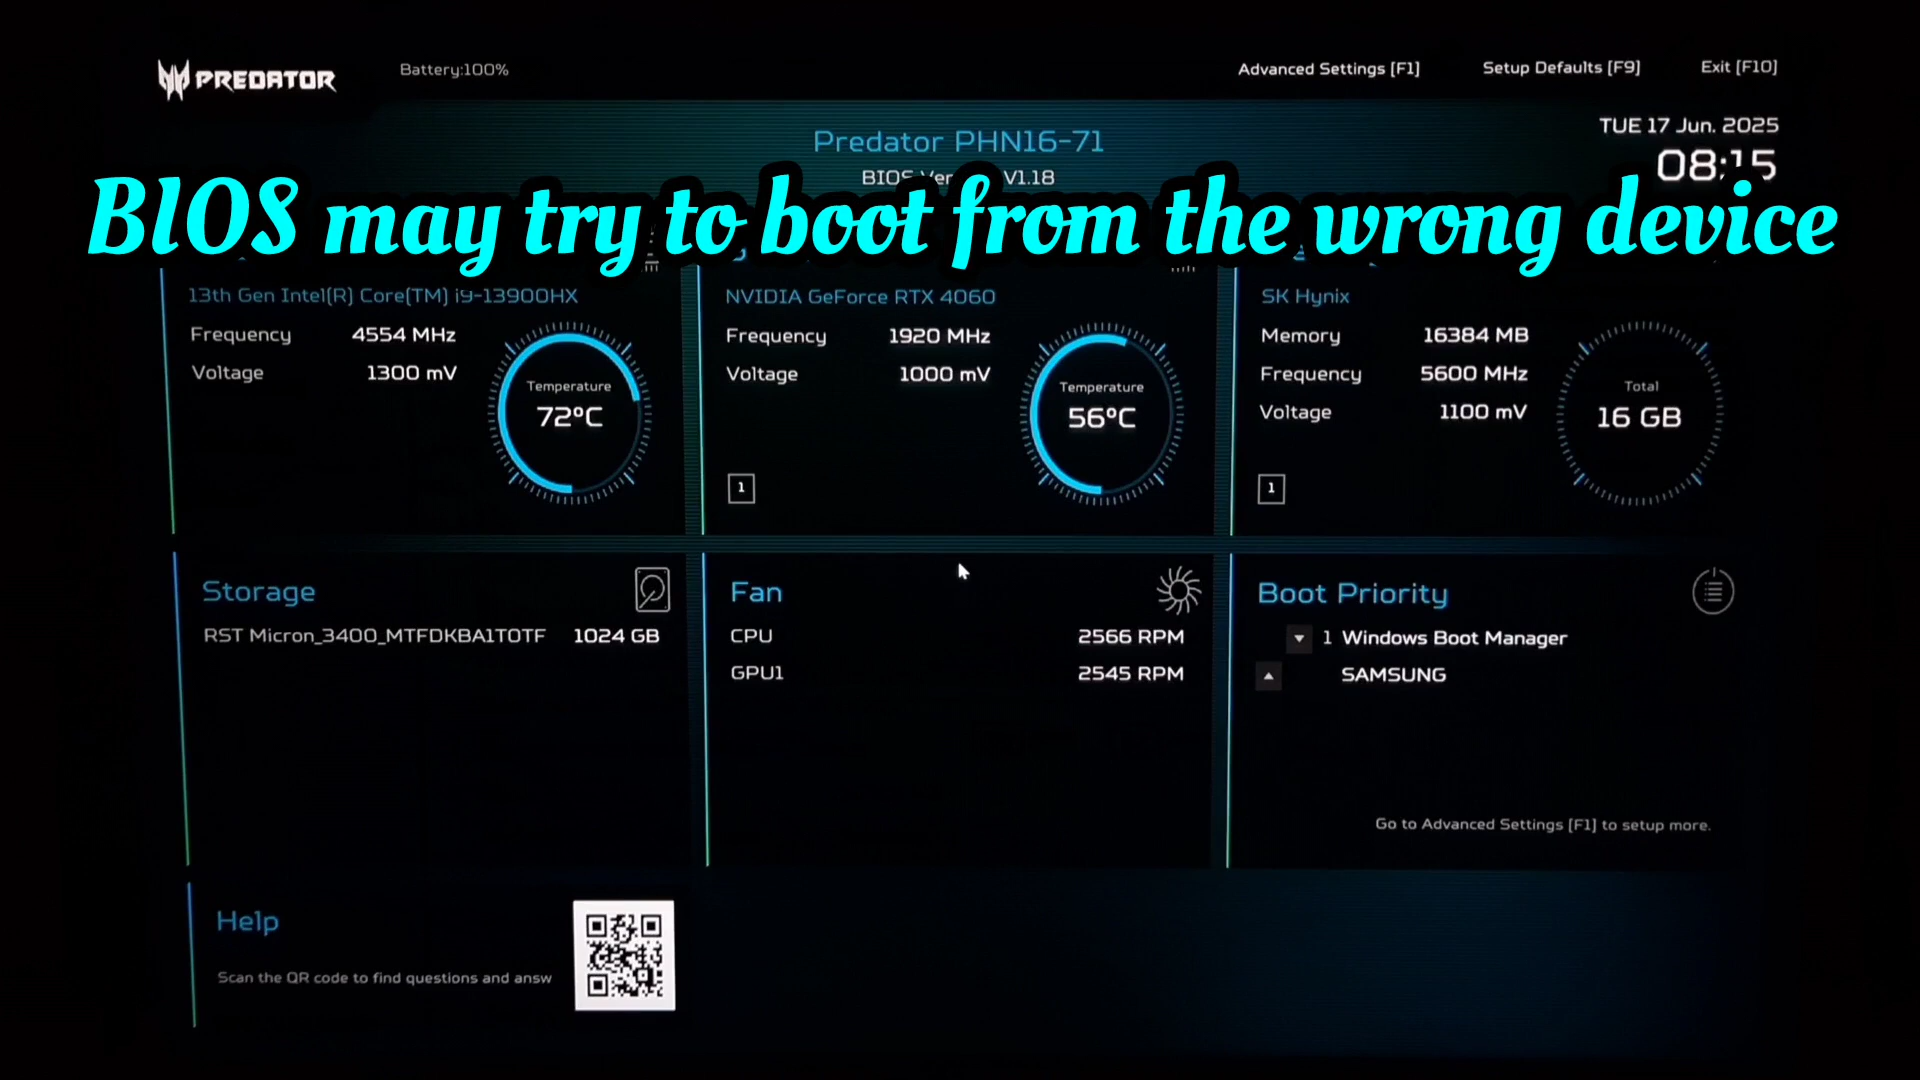 PREDATOR
Battery:100%
Advanced Settings [F1]
Setup Defaults [F9]
Exit [F10]
Predator PHN16-71
TUE 17 Jun. 2025
08:15
BIOS V1.18
BIOS may try to boot from the wrong device
13th Gen Intel(R) Core(TM) i9-13900HX
Frequency 4554 MHz
Voltage 1300 mV
Temperature
72°C
NVIDIA GeForce RTX 4060
Frequency 1920 MHz
Voltage 1000 mV
Temperature
56°C
1
SK Hynix
Memory 16384 MB
Frequency 5600 MHz
Voltage 1100 mV
Total
16 GB
1
Storage
RST Micron_3400_MTFDKBA1T0TF 1024 GB
Fan
CPU 2566 RPM
GPU1 2545 RPM
Boot Priority
1 Windows Boot Manager
SAMSUNG
Go to Advanced Settings [F1] to setup more.
Help
Scan the QR code to find questions and answ